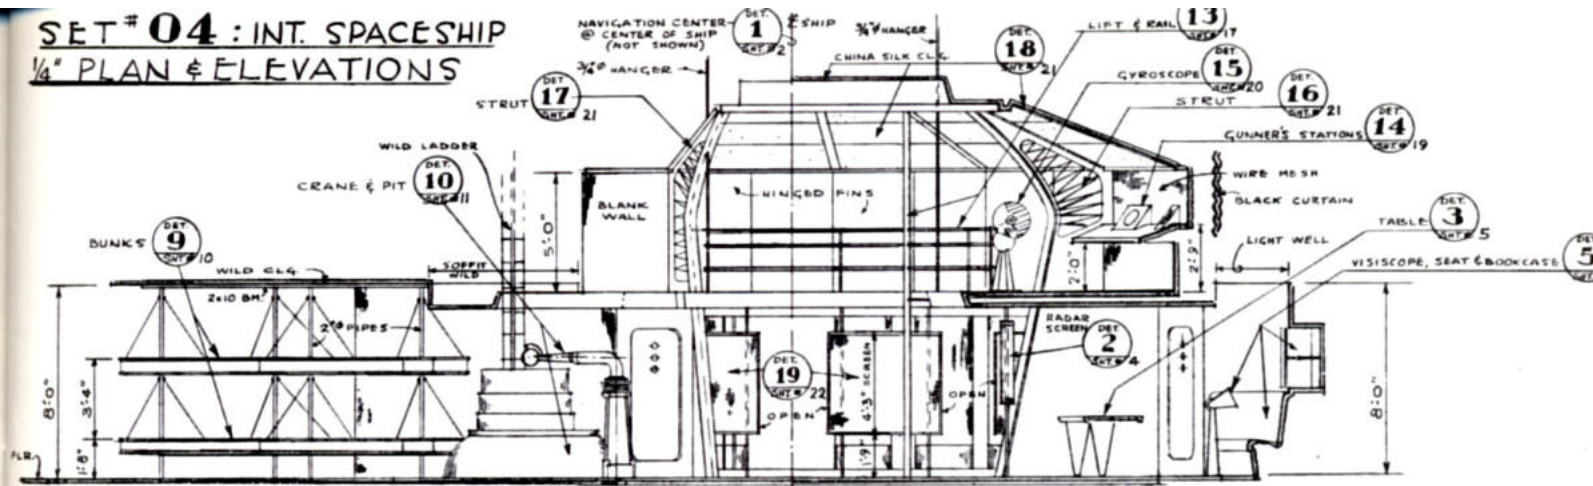 SET # 04 : INT. SPACESHIP
1/4" PLAN & ELEVATIONS
NAVIGATION CENTER
@ CENTER OF SHIP
(NOT SHOWN)
DET. 1 SHT # 2
℄ SHIP
3/4"∅ HANGER
3/4"∅ HANGER
LIFT & RAIL
13 SHT # 17
CHINA SILK CLG.
DET. 18 SHT # 21
GYROSCOPE
DET. 15 SHT # 20
STRUT
DET. 17 SHT # 21
STRUT
DET. 16 SHT # 21
GUNNER'S STATIONS
DET. 14 SHT # 19
WILD LADDER
CRANE & PIT
DET. 10 SHT # 11
BLANK
WALL
5'-0"
HINGED FINS
WIRE MESH
BLACK CURTAIN
TABLE
DET. 3 SHT # 5
BUNKS
DET. 9 SHT # 10
WILD CLG
SOFFIT
WILD
2'-0"
2'-9"
LIGHT WELL
VISISCOPE, SEAT & BOOKCASE
DET. 5
2x10 BM.
2"∅ PIPES
RADAR
SCREEN
DET. 2 SHT # 4
DET. 19 SHT # 22
4'-3" SCREEN
OPEN
OPEN
8'-0"
3'-4"
1'-8"
1'-9"
8'-0"
FLR.